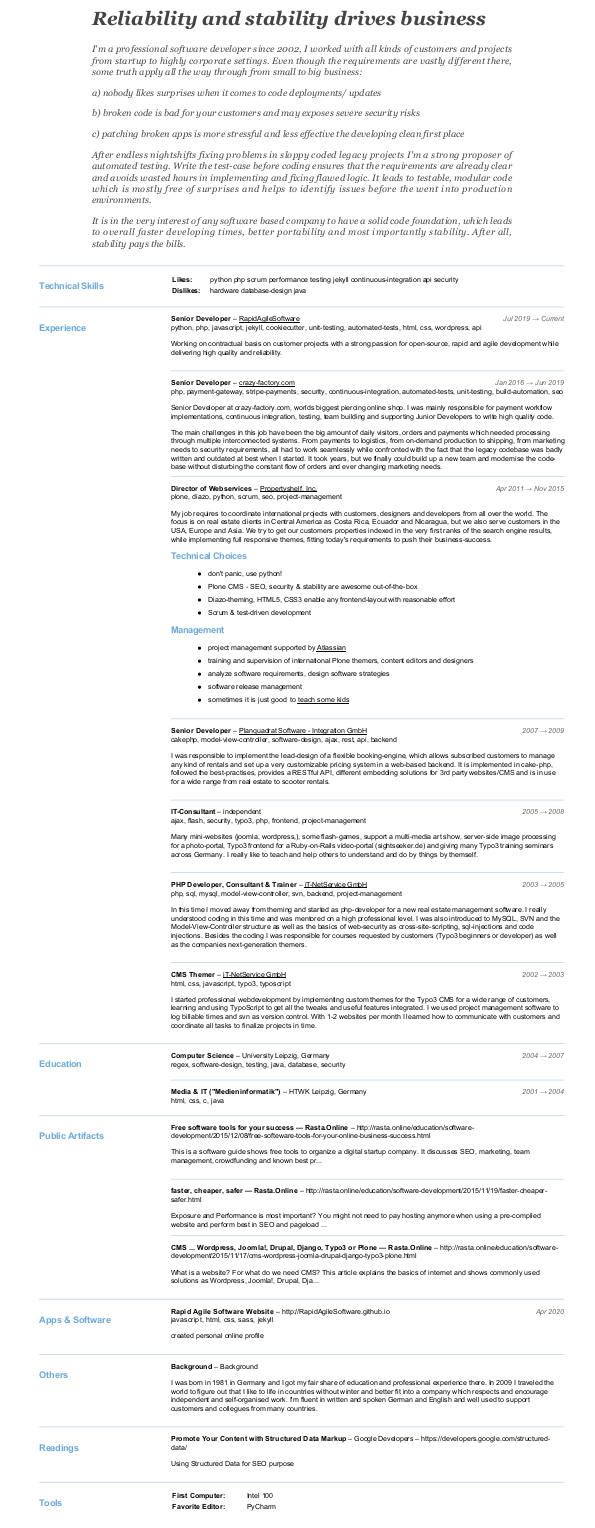 Reliability and stability drives business
I'm a professional software developer since 2002, I worked with all kinds of customers and projects
from startup to highly corporate settings. Even though the requirements are vastly different there,
some truth apply all the way through from small to big business:
a) nobody likes surprises when it comes to code deployments/ updates
b) broken code is bad for your customers and may exposes severe security risks
c) patching broken apps is more stressful and less effective the developing clean first place
After endless nightshifts fixing problems in sloppy coded legacy projects I'm a strong proposer of
automated testing. Write the test-case before coding ensures that the requirements are already clear
and avoids wasted hours in implementing and fixing flawed logic. It leads to testable, modular code
which is mostly free of surprises and helps to identify issues before the went into production
environments.
It is in the very interest of any software based company to have a solid code foundation, which leads
to overall faster developing times, better portability and most importantly stability. After all,
stability pays the bills.
Technical Skills
Likes: python php scrum performance testing jekyll continuous-integration api security
Dislikes: hardware database-design java
Experience
Senior Developer – RapidAgileSoftware Jul 2019 → Current
python, php, javascript, jekyll, cookiecutter, unit-testing, automated-tests, html, css, wordpress, api
Working on contractual basis on customer projects with a strong passion for open-source, rapid and agile development while
delivering high quality and reliability.
Senior Developer – crazy-factory.com Jan 2016 → Jun 2019
php, payment-gateway, stripe-payments, security, continuous-integration, automated-tests, unit-testing, build-automation, seo
Senior Developer at crazy-factory.com, worlds biggest piercing online shop. I was mainly responsible for payment workflow
implementations, continuous integration, testing, team building and supporting Junior Developers to write high quality code.
The main challenges in this job have been the big amount of daily visitors, orders and payments which needed processing
through multiple interconnected systems. From payments to logistics, from on-demand production to shipping, from marketing
needs to security requirements, all had to work seamlessly while confronted with the fact that the legacy codebase was badly
written and outdated at best when I started. It took years, but we finally could build up a new team and modernise the code-
base without disturbing the constant flow of orders and ever changing marketing needs.
Director of Webservices – Propertyshelf, Inc. Apr 2011 → Nov 2015
plone, diazo, python, scrum, seo, project-management
My job requires to coordinate international projects with customers, designers and developers from all over the world. The
focus is on real estate clients in Central America as Costa Rica, Ecuador and Nicaragua, but we also serve customers in the
USA, Europe and Asia. We try to get our customers properties indexed in the very first ranks of the search engine results,
while implementing full responsive themes, fitting today's requirements to push their business-success.
Technical Choices
● don't panic, use python!
● Plone CMS - SEO, security & stability are awesome out-of-the-box
● Diazo-theming, HTML5, CSS3 enable any frontend-layout with reasonable effort
● Scrum & test-driven development
Management
● project management supported by Atlassian
● training and supervision of international Plone themers, content editors and designers
● analyze software requirements, design software strategies
● software release management
● sometimes it is just good to teach some kids
Senior Developer – Planquadrat Software - Integration GmbH 2007 → 2009
cakephp, model-view-controller, software-design, ajax, rest, api, backend
I was responsible to implement the lead-design of a flexible booking-engine, which allows subscribed customers to manage
any kind of rentals and set up a very customizable pricing system in a web-based backend. It is implemented in cake-php,
followed the best-practises, provides a RESTful API, different embedding solutions for 3rd party websites/CMS and is in use
for a wide range from real estate to scooter rentals.
IT-Consultant – independent 2005 → 2008
ajax, flash, security, typo3, php, frontend, project-management
Many mini-websites (joomla, wordpress,), some flash-games, support a multi-media art show, server-side image processing
for a photo-portal, Typo3 frontend for a Ruby-on-Rails video-portal (sightseeker.de) and giving many Typo3 training seminars
across Germany. I really like to teach and help others to understand and do by things by themself.
PHP Developer, Consultant & Trainer – iT-NetService GmbH 2003 → 2005
php, sql, mysql, model-view-controller, svn, backend, project-management
In this time I moved away from theming and started as php-developer for a new real estate management software. I really
understood coding in this time and was mentored on a high professional level. I was also introduced to MySQL, SVN and the
Model-View-Controller structure as well as the basics of web-security as cross-site-scripting, sql-injections and code
injections. Besides the coding I was responsible for courses requested by customers (Typo3 beginners or developer) as well
as the companies next-generation themers.
CMS Themer – iT-NetService GmbH 2002 → 2003
html, css, javascript, typo3, typoscript
I started professional webdevelopment by implementing custom themes for the Typo3 CMS for a wide range of customers,
learning and using TypoScript to get all the tweaks and useful features integrated. I we used project management software to
log billable times and svn as version control. With 1-2 websites per month I learned how to communicate with customers and
coordinate all tasks to finalize projects in time.
Education
Computer Science – University Leipzig, Germany 2004 → 2007
regex, software-design, testing, java, database, security
Media & IT ("Medieninformatik") – HTWK Leipzig, Germany 2001 → 2004
html, css, c, java
Public Artifacts
Free software tools for your success — Rasta.Online – http://rasta.online/education/software-
development/2015/12/08/free-softeware-tools-for-your-online-business-success.html
This is a software guide shows free tools to organize a digital startup company. It discusses SEO, marketing, team
management, crowdfunding and known best pr...
faster, cheaper, safer — Rasta.Online – http://rasta.online/education/software-development/2015/11/19/faster-cheaper-
safer.html
Exposure and Performance is most important? You might not need to pay hosting anymore when using a pre-compiled
website and perform best in SEO and pageload ...
CMS ... Wordpress, Joomla!, Drupal, Django, Typo3 or Plone — Rasta.Online – http://rasta.online/education/software-
development/2015/11/17/cms-wordpress-joomla-drupal-django-typo3-plone.html
What is a website? For what do we need CMS? This article explains the basics of internet and shows commonly used
solutions as Wordpress, Joomla!, Drupal, Dja...
Apps & Software
Rapid Agile Software Website – http://RapidAgileSoftware.github.io Apr 2020
javascript, html, css, sass, jekyll
created personal online profile
Others
Background – Background
I was born in 1981 in Germany and I got my fair share of education and professional experience there. In 2009 I traveled the
world to figure out that I like to life in countries without winter and better fit into a company which respects and encourage
independent and self-organised work. I'm fluent in written and spoken German and English and well used to support
customers and collegues from many countries.
Readings
Promote Your Content with Structured Data Markup – Google Developers – https://developers.google.com/structured-
data/
Using Structured Data for SEO purpose
Tools
First Computer: Intel 100
Favorite Editor: PyCharm